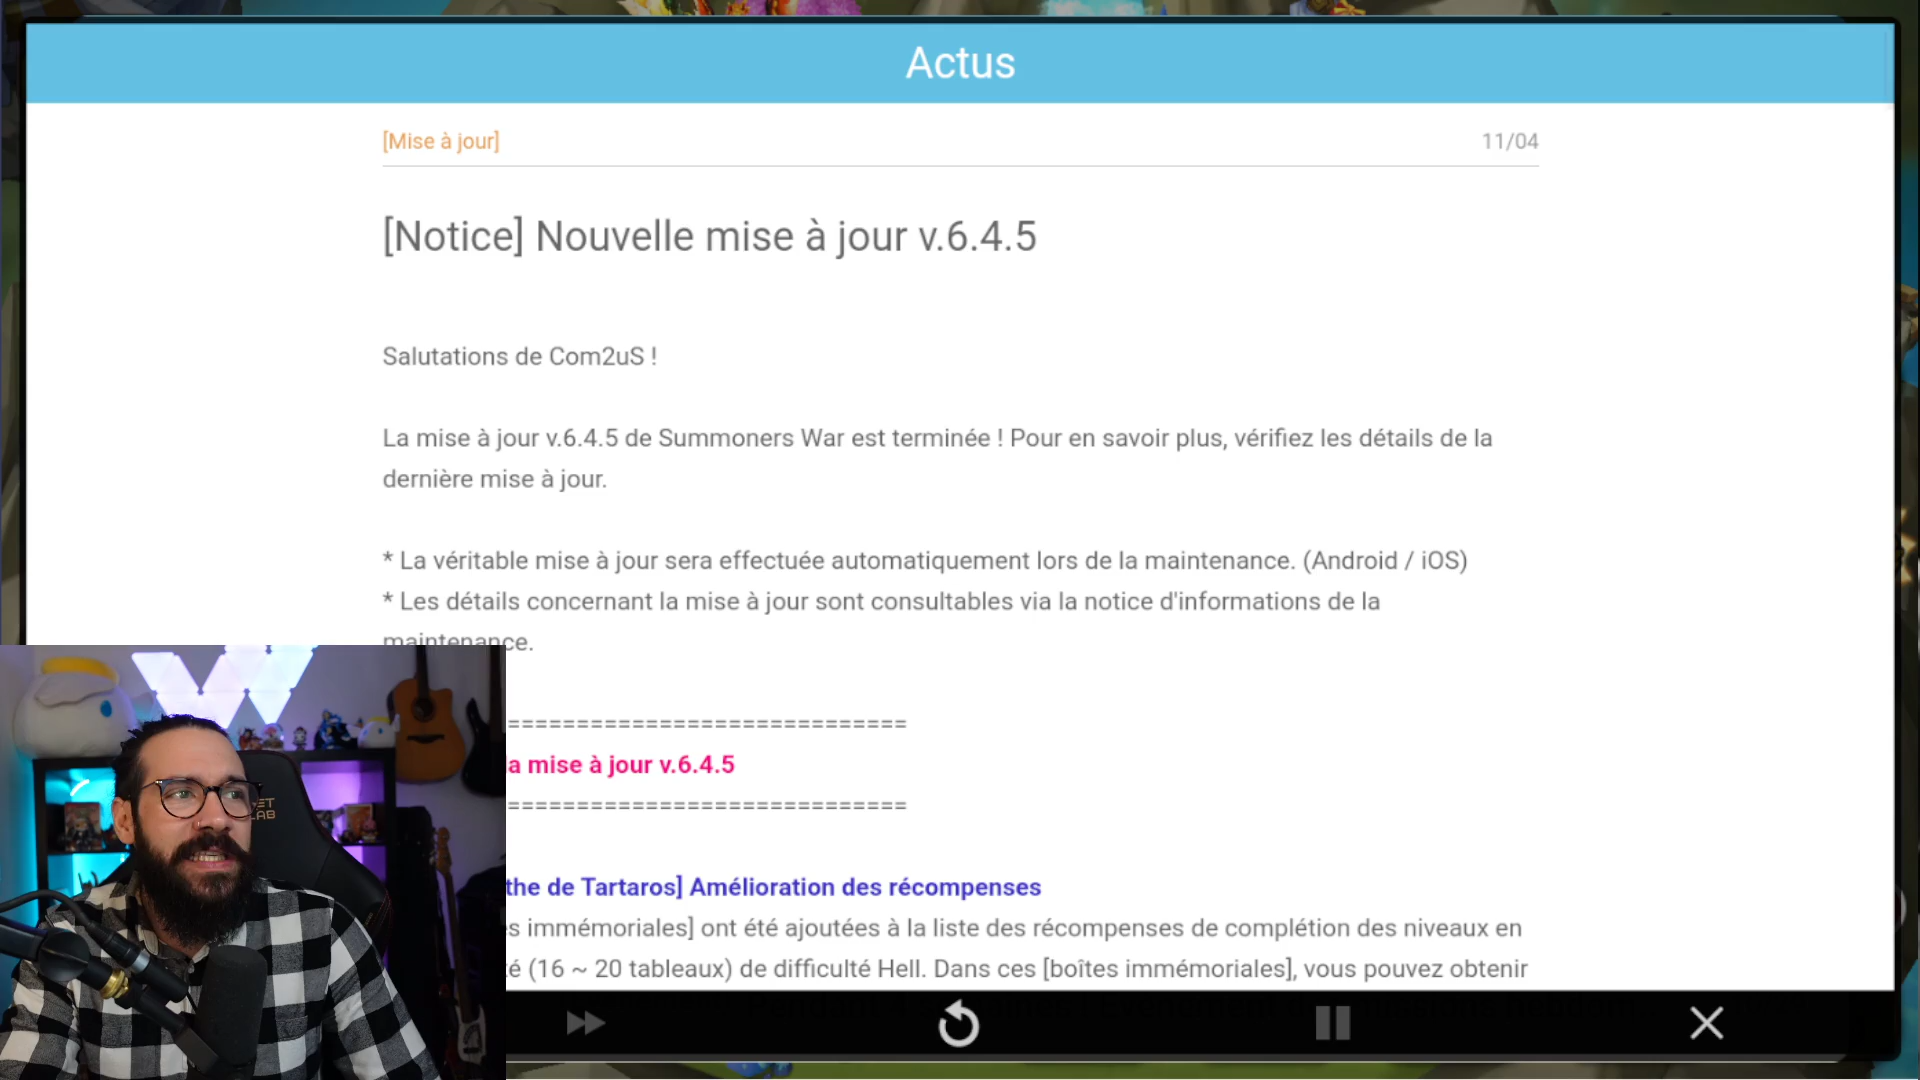 Actus
[Mise à jour] 11/04
[Notice] Nouvelle mise à jour v.6.4.5
Salutations de Com2uS !
La mise à jour v.6.4.5 de Summoners War est terminée ! Pour en savoir plus, vérifiez les détails de la
dernière mise à jour.
* La véritable mise à jour sera effectuée automatiquement lors de la maintenance. (Android / iOS)
* Les détails concernant la mise à jour sont consultables via la notice d'informations de la
maintenance.
=============================
a mise à jour v.6.4.5
=============================
the de Tartaros] Amélioration des récompenses
s immémoriales] ont été ajoutées à la liste des récompenses de complétion des niveaux en
é (16 ~ 20 tableaux) de difficulté Hell. Dans ces [boîtes immémoriales], vous pouvez obtenir